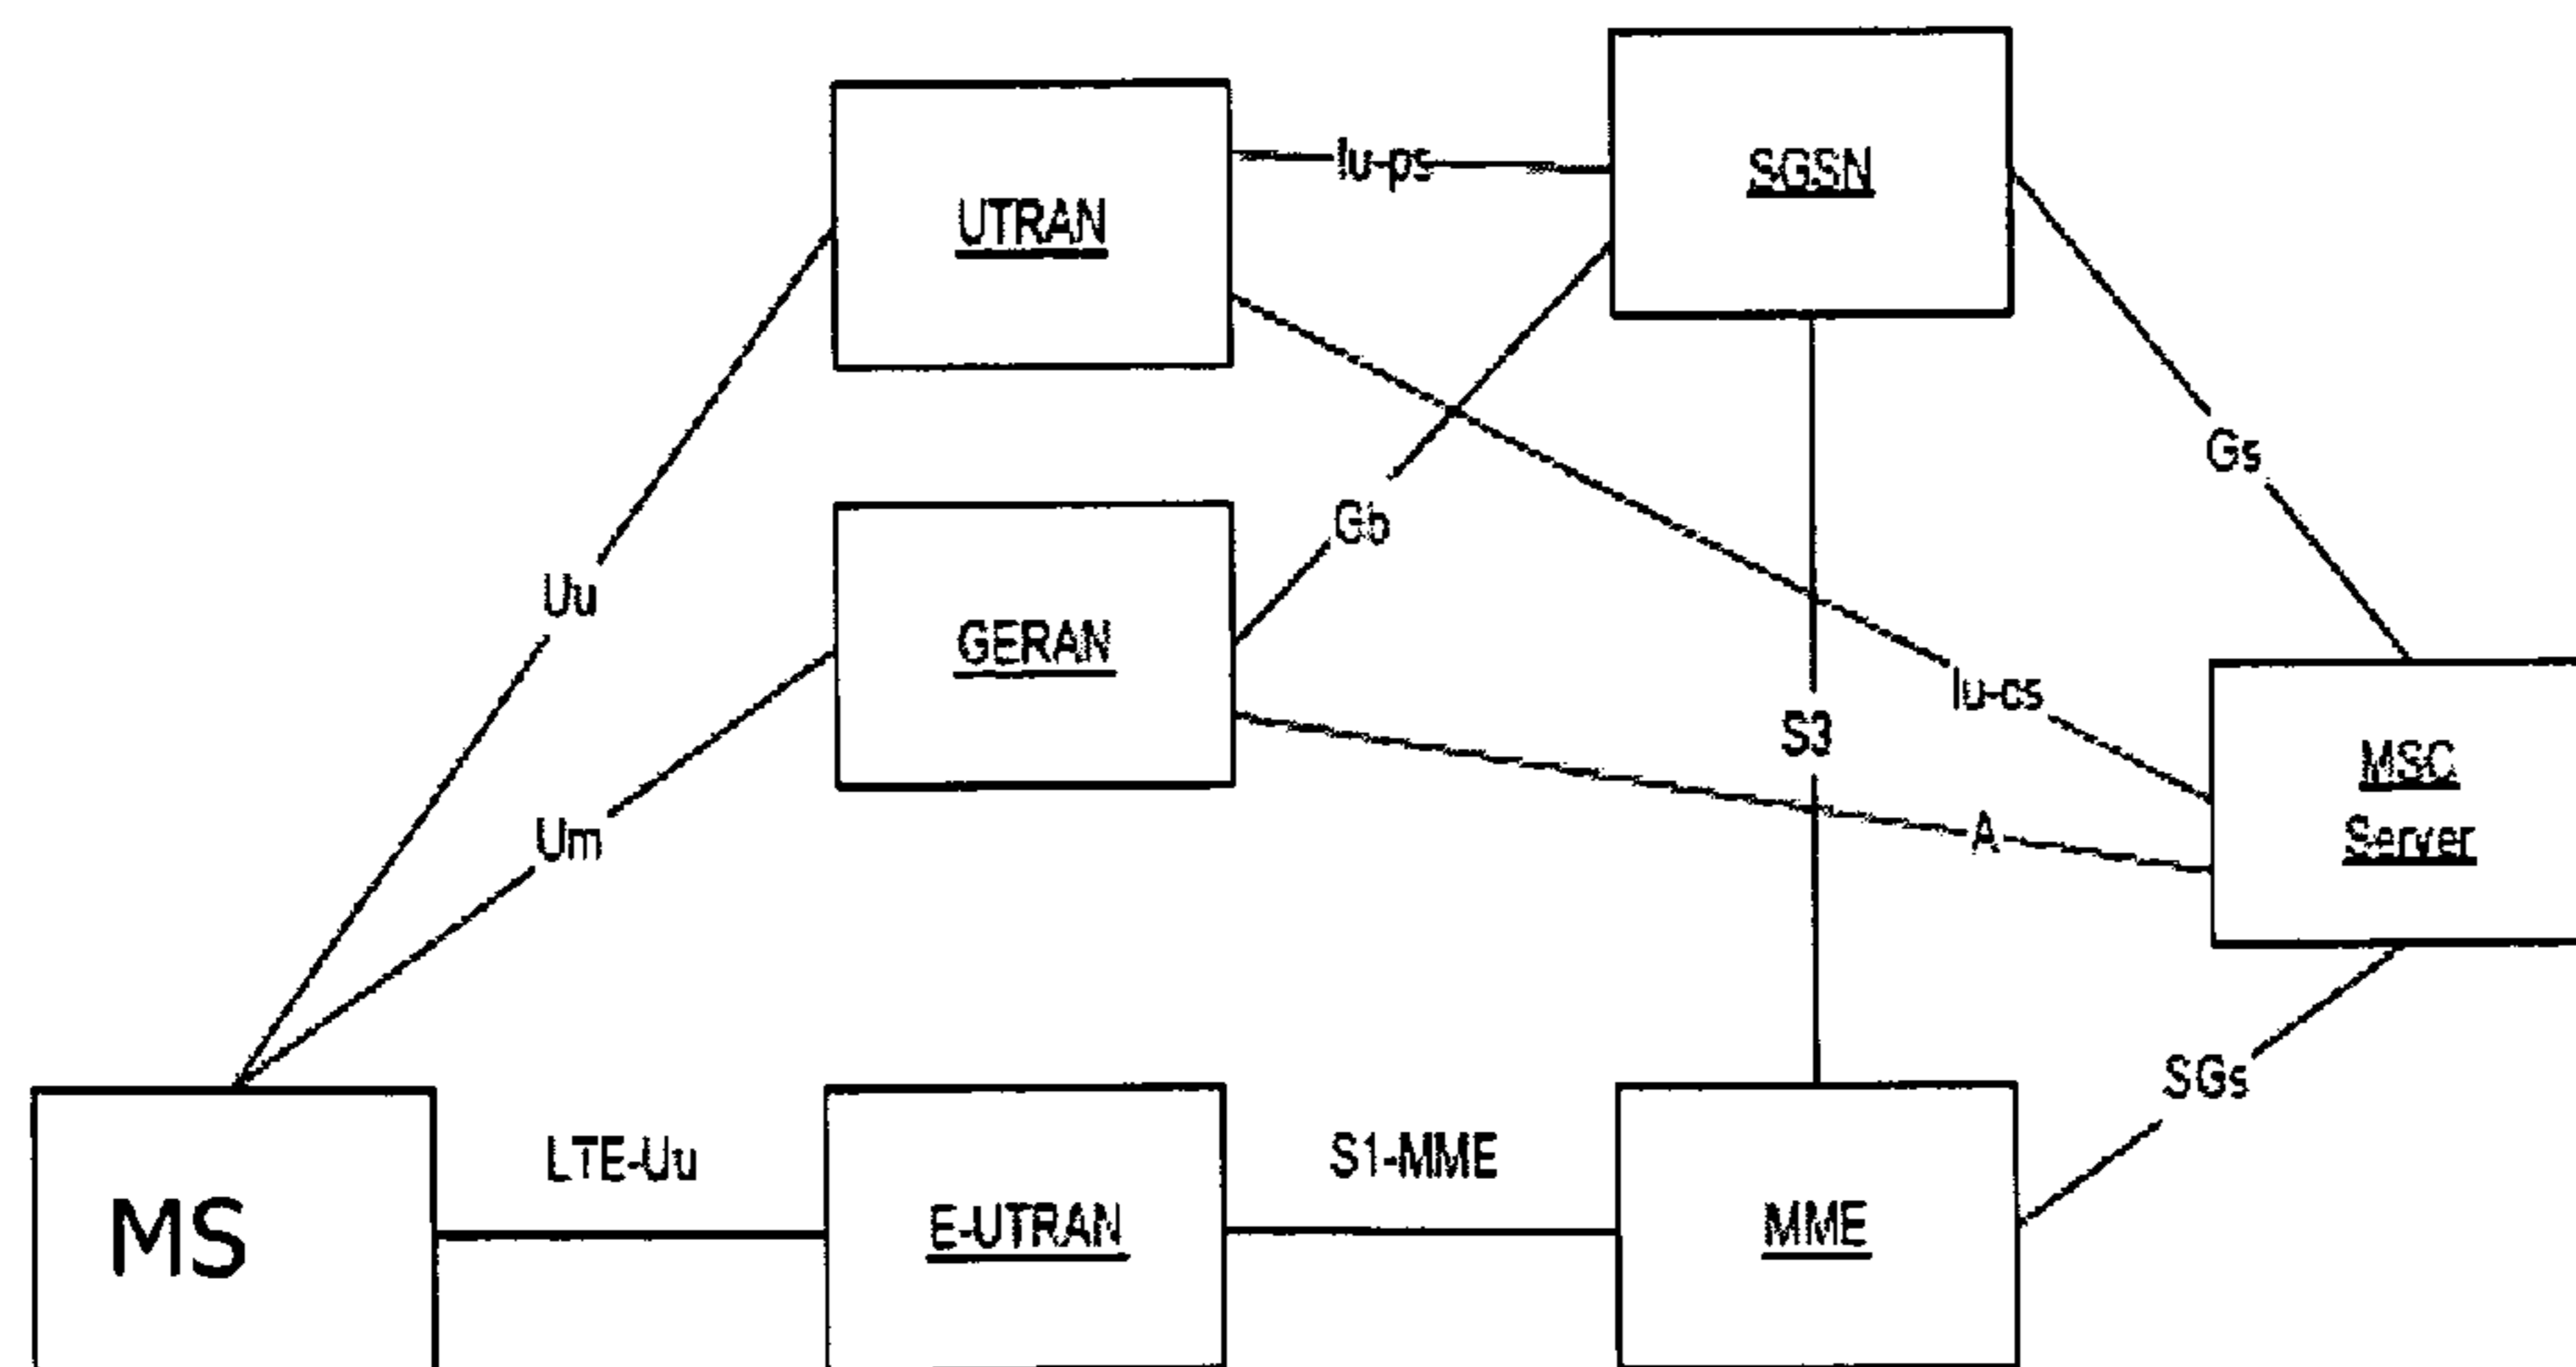 SGSN
Iu-ps
UTRAN
Gs
Gb
Uu
GERAN
Iu-cs
S3
MSC
Server
Um
A
SGs
LTE-Uu
S1-MME
MS
E-UTRAN
MME